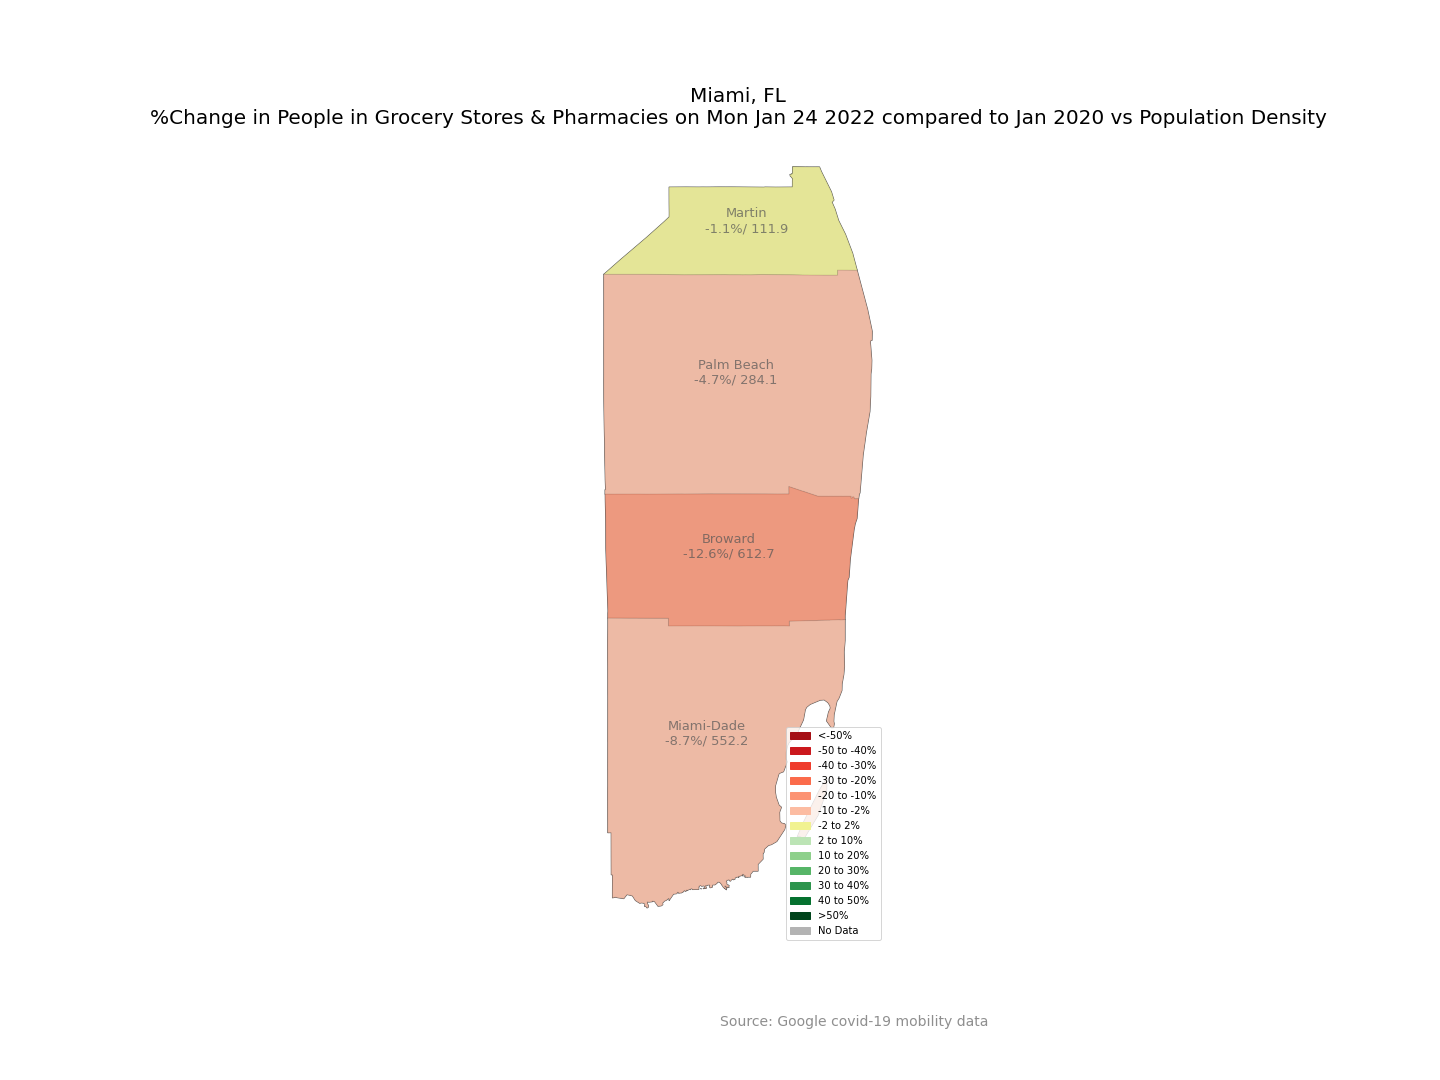 Miami, FL
%Change in People in Grocery Stores & Pharmacies on Mon Jan 24 2022 compared to Jan 2020 vs Population Density
Martin
-1.1%/ 111.9
Palm Beach
-4.7%/ 284.1
Broward
-12.6%/ 612.7
Miami-Dade
-8.7%/ 552.2
<-50%
-50 to -40%
-40 to -30%
-30 to -20%
-20 to -10%
-10 to -2%
-2 to 2%
2 to 10%
10 to 20%
20 to 30%
30 to 40%
40 to 50%
>50%
No Data
Source: Google covid-19 mobility data